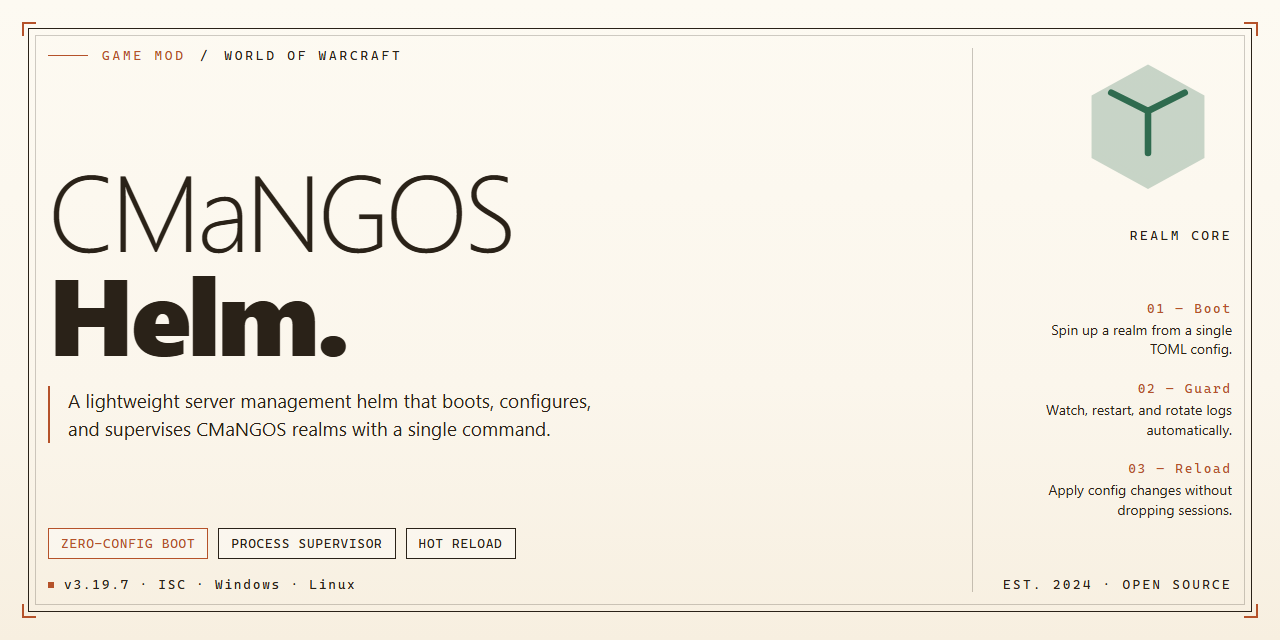 GAME MOD / WORLD OF WARCRAFT
CMaNGOS
Helm.
A lightweight server management helm that boots, configures,
and supervises CMaNGOS realms with a single command.
ZERO-CONFIG BOOT
PROCESS SUPERVISOR
HOT RELOAD
v3.19.7 · ISC · Windows · Linux
REALM CORE
01 — Boot
Spin up a realm from a single
TOML config.
02 — Guard
Watch, restart, and rotate logs
automatically.
03 — Reload
Apply config changes without
dropping sessions.
EST. 2024 · OPEN SOURCE